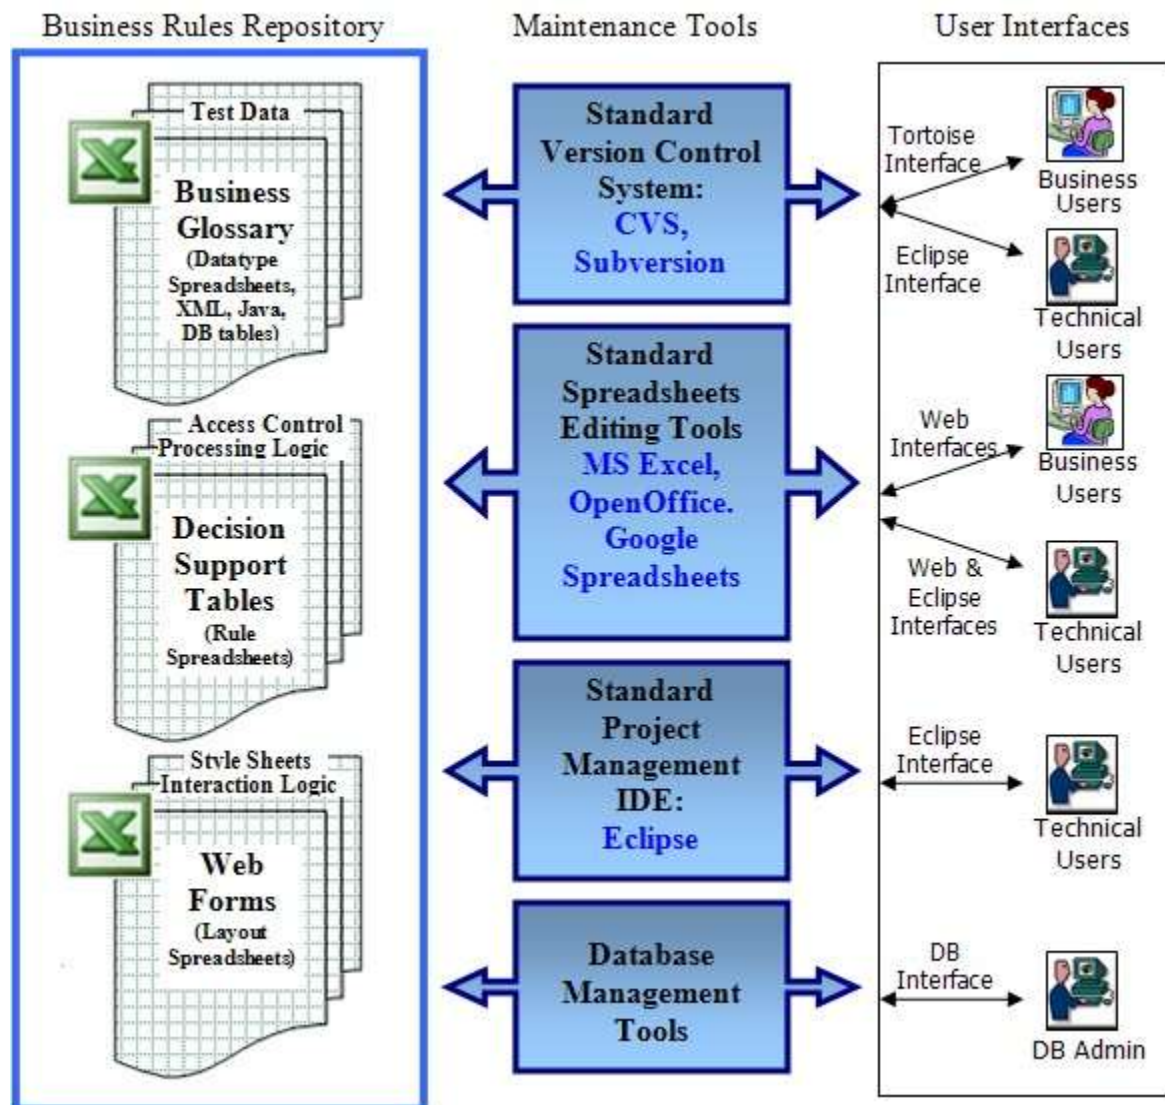 Business Rules Repository
Maintenance Tools
User Interfaces
Test Data
Business
Glossary
(Datatype
Spreadsheets,
XML, Java,
DB tables)
Access Control
Processing Logic
Decision
Support
Tables
(Rule
Spreadsheets)
Style Sheets
Interaction Logic
Web
Forms
(Layout
Spreadsheets)
Standard
Version Control
System:
CVS,
Subversion
Standard
Spreadsheets
Editing Tools
MS Excel,
OpenOffice.
Google
Spreadsheets
Standard
Project
Management
IDE:
Eclipse
Database
Management
Tools
Tortoise
Interface
Business
Users
Eclipse
Interface
Technical
Users
Web
Interfaces
Business
Users
Web &
Eclipse
Interfaces
Technical
Users
Eclipse
Interface
Technical
Users
DB
Interface
DB Admin